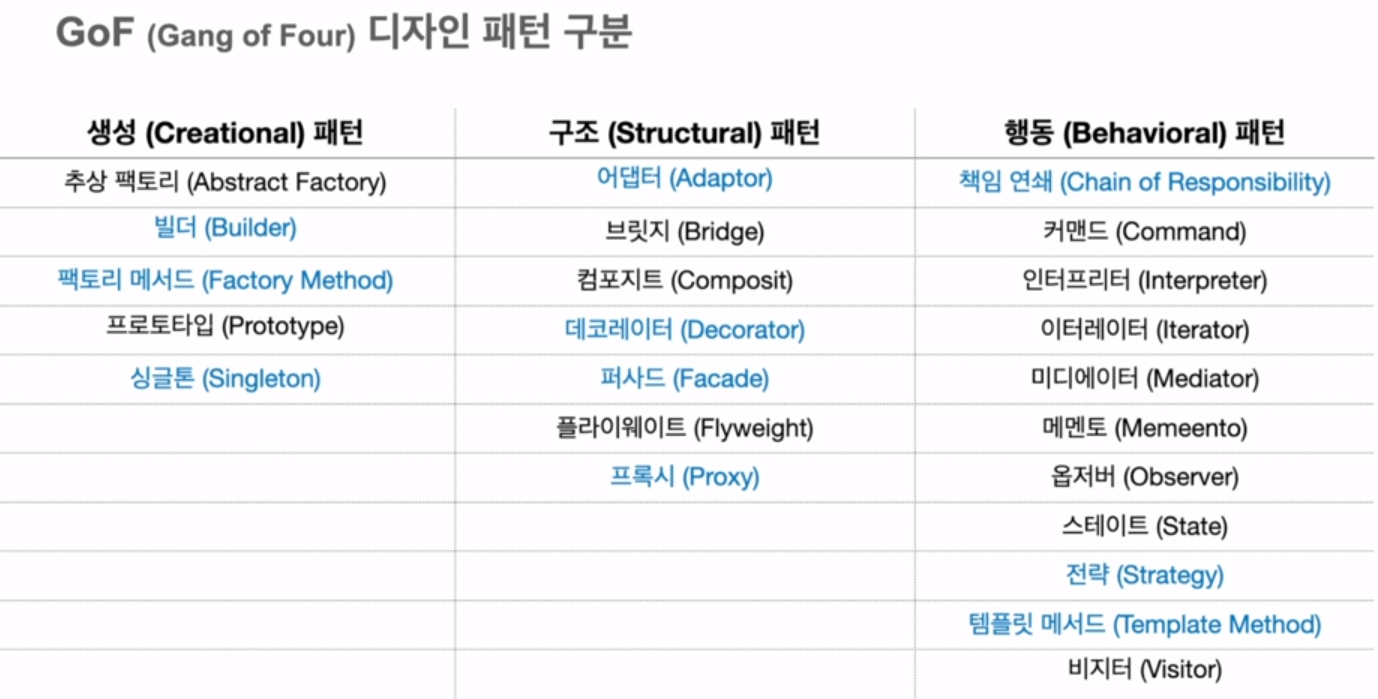 GoF (Gang of Four) 디자인 패턴 구분
생성 (Creational) 패턴 구조 (Structural) 패턴 행동 (Behavioral) 패턴
추상 팩토리 (Abstract Factory) 어댑터 (Adaptor) 책임 연쇄 (Chain of Responsibility)
빌더 (Builder) 브릿지 (Bridge) 커맨드 (Command)
팩토리 메서드 (Factory Method) 컴포지트 (Composit) 인터프리터 (Interpreter)
프로토타입 (Prototype) 데코레이터 (Decorator) 이터레이터 (Iterator)
싱글톤 (Singleton) 퍼사드 (Facade) 미디에이터 (Mediator)
플라이웨이트 (Flyweight) 메멘토 (Memeento)
프록시 (Proxy) 옵저버 (Observer)
스테이트 (State)
전략 (Strategy)
템플릿 메서드 (Template Method)
비지터 (Visitor)